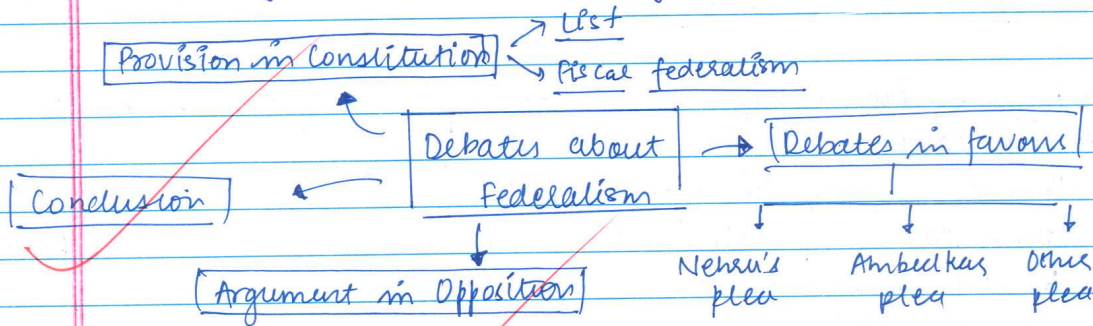 List
Provision in Constitution
Fiscal federalism
Debates about
Debates in favour
Federalism
Conclusion
Argument in Opposition
Nehru's Ambedkar Other
plea plea plea